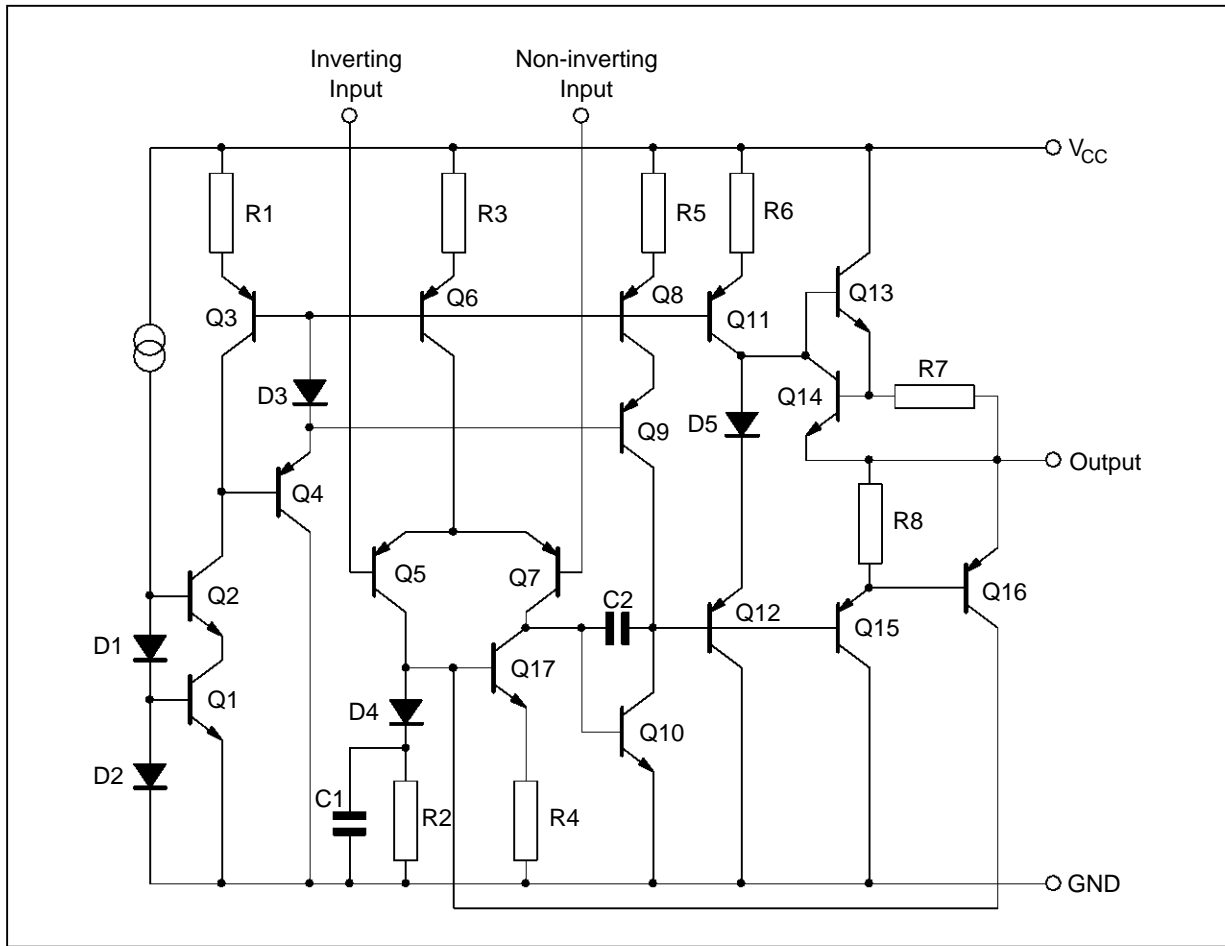 Inverting
Input
Non-inverting
Input
V_CC
R1
R3
R5
R6
Q3
Q6
Q8
Q11
Q13
R7
D3
Q14
Q9
D5
Output
Q4
R8
Q5
Q7
Q2
C2
Q12
Q16
D1
Q15
Q17
Q1
D4
Q10
D2
C1
R2
R4
GND